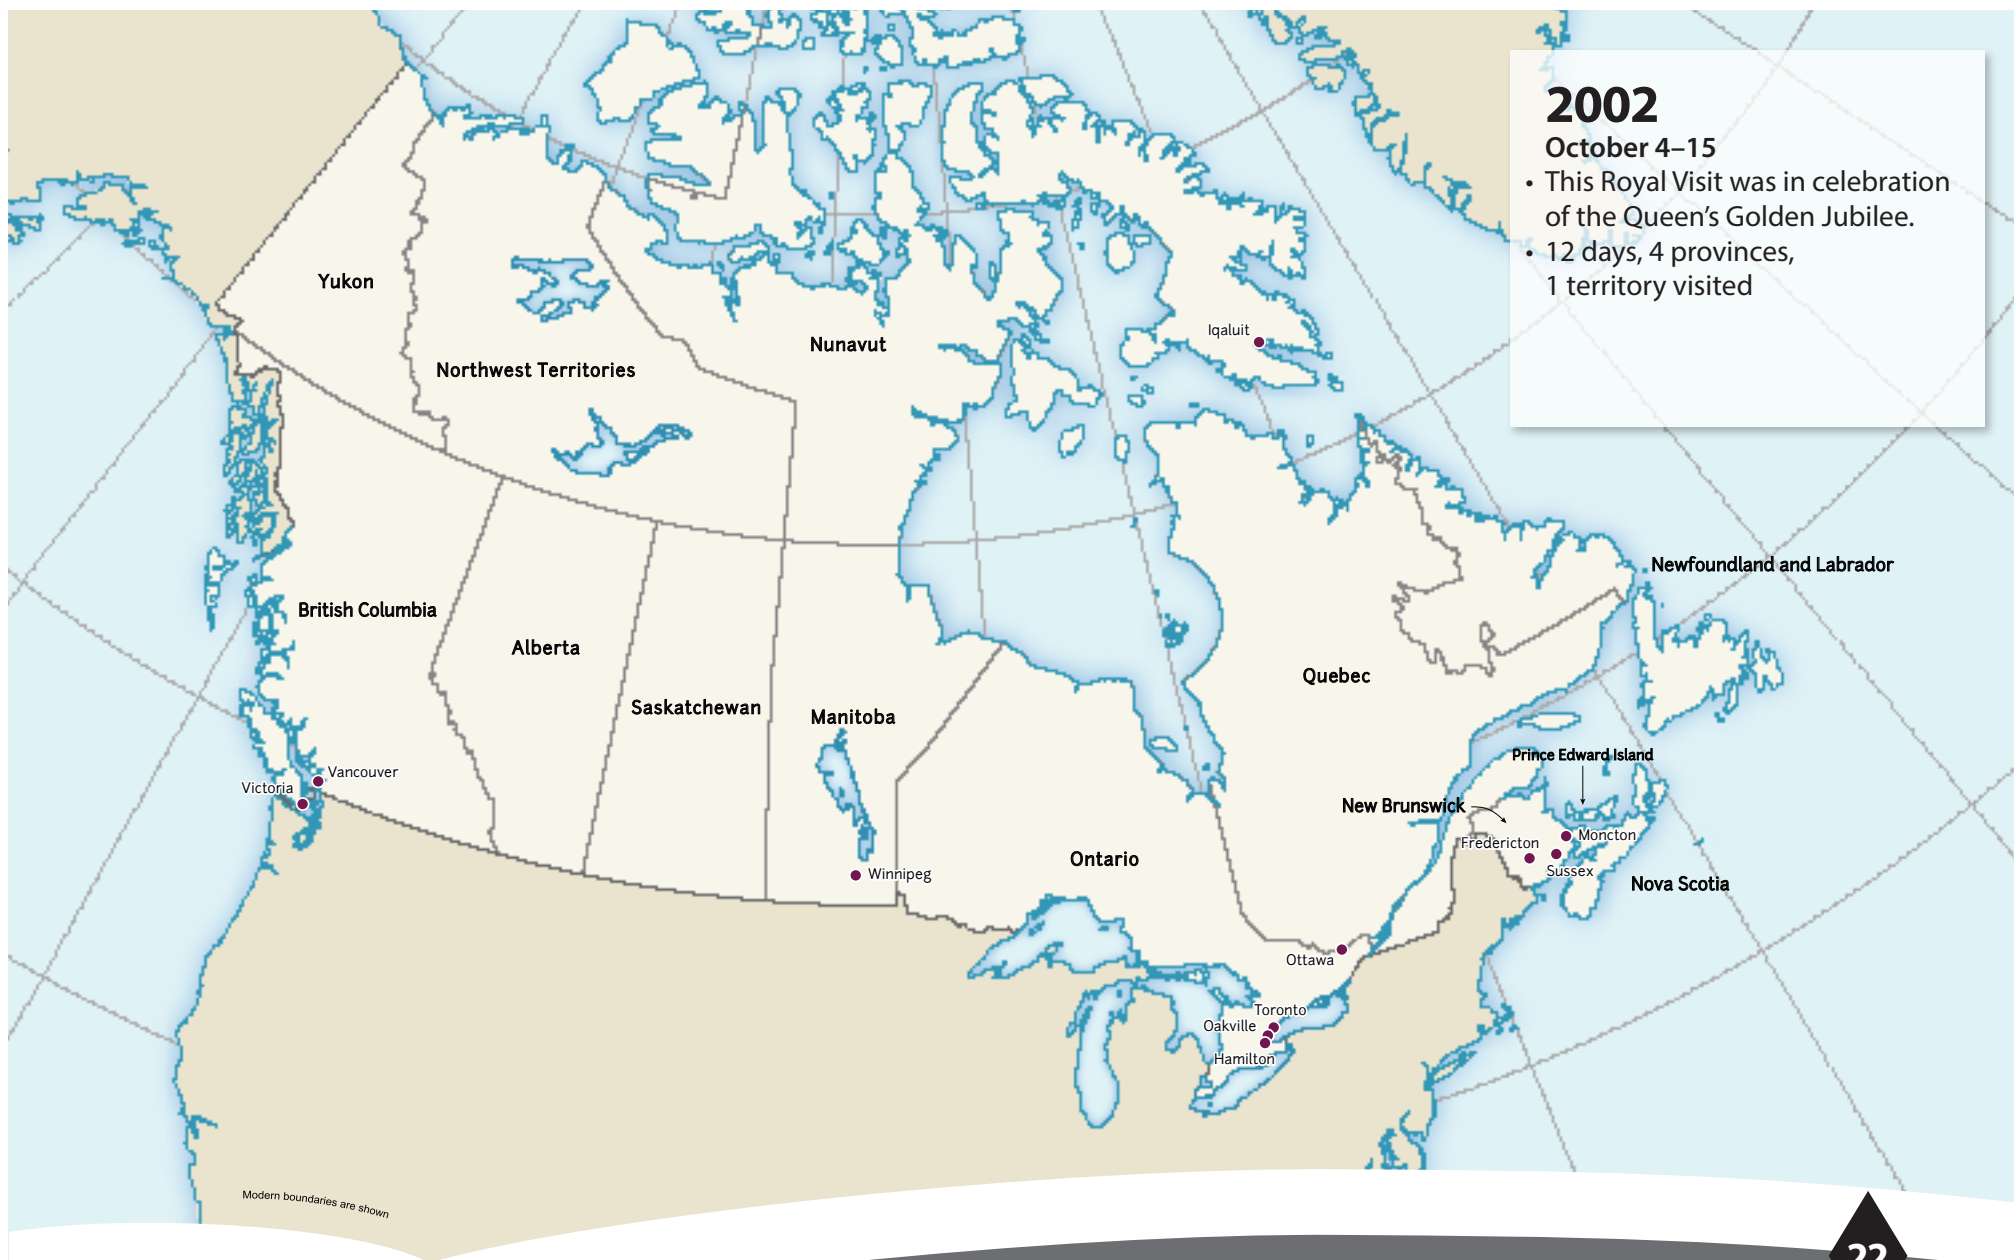 2002
October 4–15
• This Royal Visit was in celebration
of the Queen's Golden Jubilee.
• 12 days, 4 provinces,
1 territory visited
Yukon
Northwest Territories
Nunavut
Iqaluit
Newfoundland and Labrador
British Columbia
Alberta
Saskatchewan
Manitoba
Quebec
Prince Edward Island
Vancouver
Victoria
New Brunswick
Moncton
Fredericton
Sussex
Nova Scotia
Ontario
Winnipeg
Ottawa
Toronto
Oakville
Hamilton
Modern boundaries are shown
22